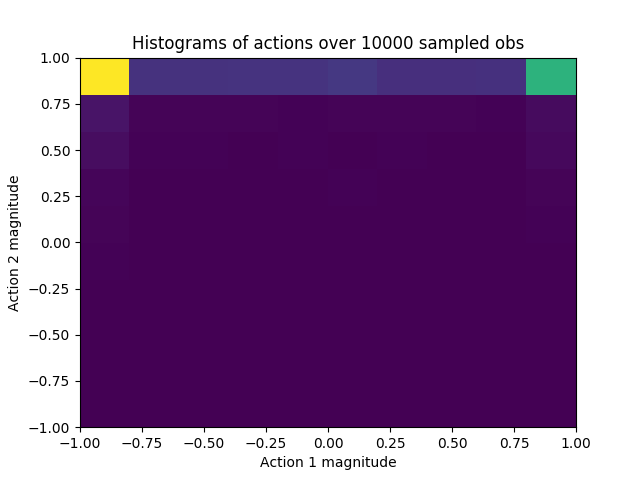 Histograms of actions over 10000 sampled obs
1.00
0.75
0.50
0.25
0.00
−0.25
−0.50
−0.75
−1.00
Action 2 magnitude
−1.00 −0.75 −0.50 −0.25 0.00 0.25 0.50 0.75 1.00
Action 1 magnitude